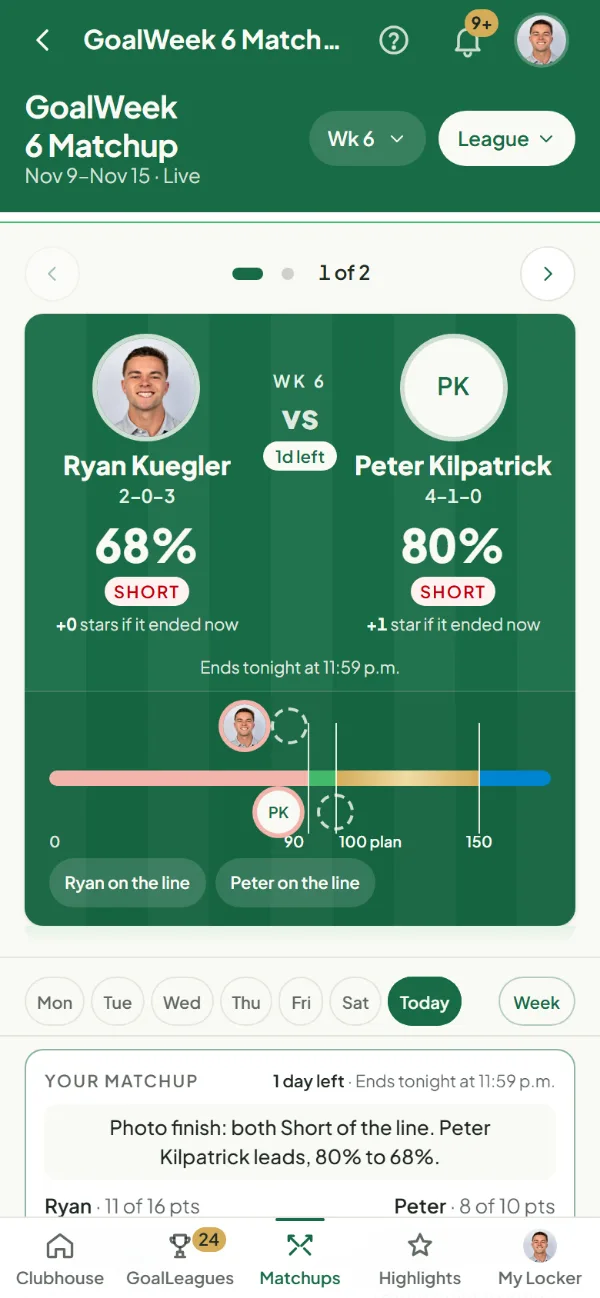 GoalWeek 6 Match...
9+
GoalWeek
6 Matchup
Nov 9–Nov 15 · Live
Wk 6
League
1 of 2
WK 6
VS
1d left
PK
Ryan Kuegler
Peter Kilpatrick
2–0–3
4–1–0
68%
80%
SHORT
SHORT
+0 stars if it ended now
+1 star if it ended now
Ends tonight at 11:59 p.m.
PK
0
90
100 plan
150
Ryan on the line
Peter on the line
Mon
Tue
Wed
Thu
Fri
Sat
Today
Week
YOUR MATCHUP
1 day left · Ends tonight at 11:59 p.m.
Photo finish: both Short of the line. Peter
Kilpatrick leads, 80% to 68%.
Ryan · 11 of 16 pts
Peter · 8 of 10 pts
24
Clubhouse
GoalLeagues
Matchups
Highlights
My Locker